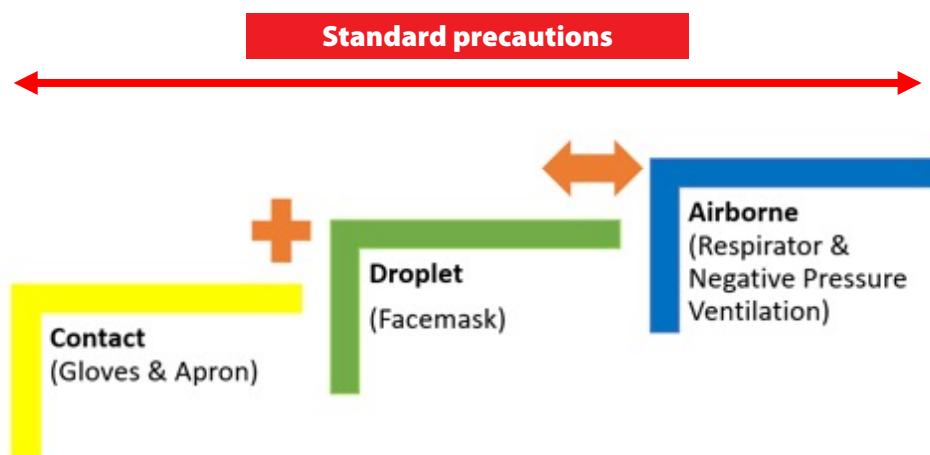 Standard precautions
Airborne
(Respirator &
Negative Pressure
Ventilation)
Droplet
(Facemask)
Contact
(Gloves & Apron)